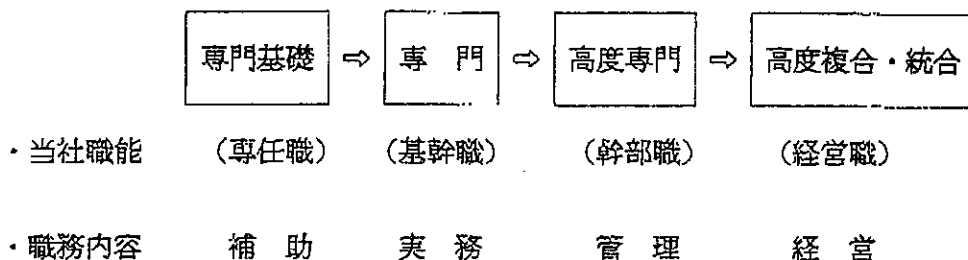 専門基礎 ⇨ 専 門 ⇨ 高度専門 ⇨ 高度複合・統合
・当社職能 (専任職) (基幹職) (幹部職) (経営職)
・職務内容 補 助 実 務 管 理 経 営